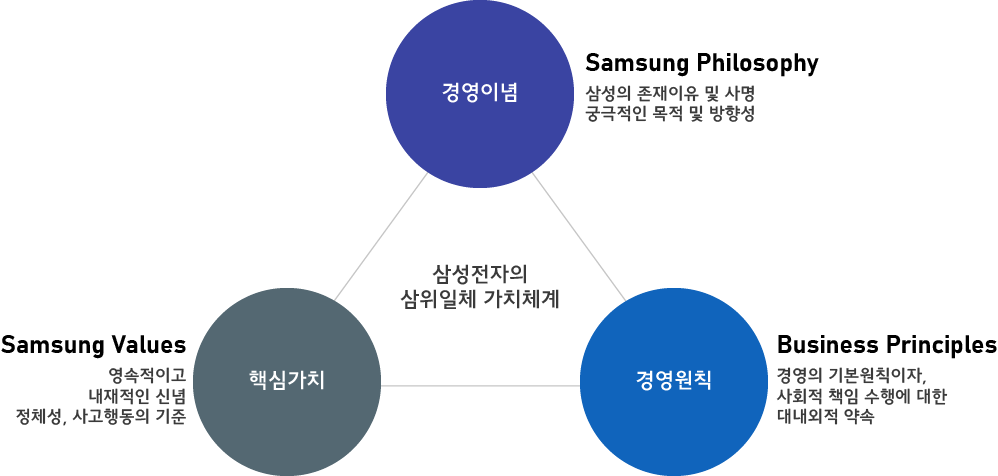 경영이념
Samsung Philosophy
삼성의 존재이유 및 사명
궁극적인 목적 및 방향성
삼성전자의
삼위일체 가치체계
Samsung Values
영속적이고
내재적인 신념
정체성, 사고행동의 기준
핵심가치
경영원칙
Business Principles
경영의 기본원칙이자,
사회적 책임 수행에 대한
대내외적 약속